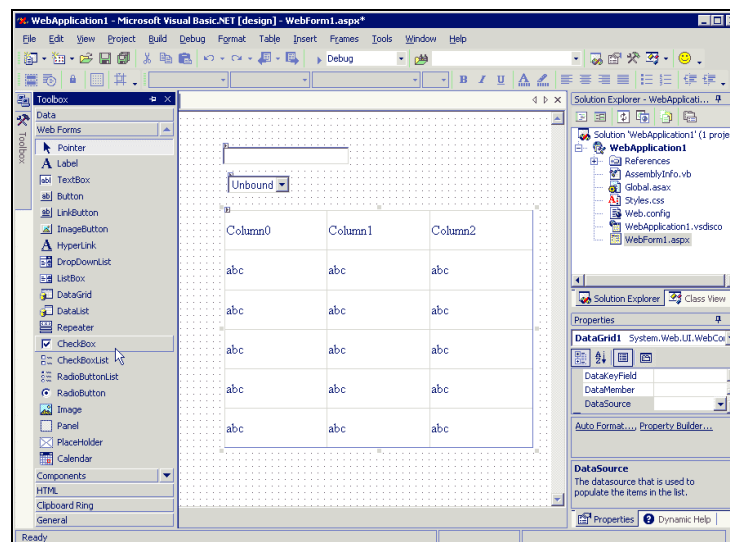 WebApplication1 - Microsoft Visual Basic.NET [design] - WebForm1.aspx*
File Edit View Project Build Debug Format Table Insert Frames Tools Window Help
Debug
B I U A
Toolbox
Solution Explorer - WebApplicati...
Toolbox
Data
Web Forms
Pointer
A Label
abl TextBox
ab Button
ab LinkButton
ImageButton
A HyperLink
DropDownList
ListBox
DataGrid
DataList
Repeater
CheckBox
CheckBoxList
RadioButtonList
RadioButton
Image
Panel
PlaceHolder
Calendar
Components
HTML
Clipboard Ring
General
Unbound
Column0 Column1 Column2
abc abc abc
abc abc abc
abc abc abc
abc abc abc
abc abc abc
Solution 'WebApplication1' (1 proje
WebApplication1
References
AssemblyInfo.vb
Global.asax
Styles.css
Web.config
WebApplication1.vsdisco
WebForm1.aspx
Solution Explorer Class View
Properties
DataGrid1 System.Web.UI.WebCo
DataKeyField
DataMember
DataSource
Auto Format..., Property Builder...
DataSource
The datasource that is used to
populate the items in the list.
Properties Dynamic Help
Ready